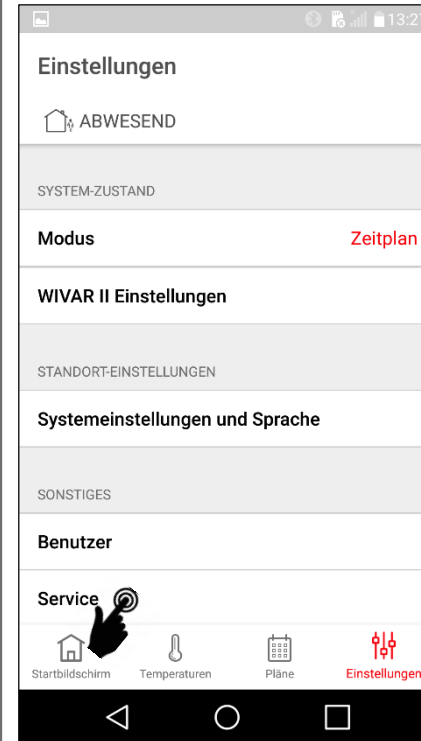 13:27
Einstellungen
ABWESEND
SYSTEM-ZUSTAND
Modus Zeitplan
WIVAR II Einstellungen
STANDORT-EINSTELLUNGEN
Systemeinstellungen und Sprache
SONSTIGES
Benutzer
Service
Startbildschirm Temperaturen Pläne Einstellungen